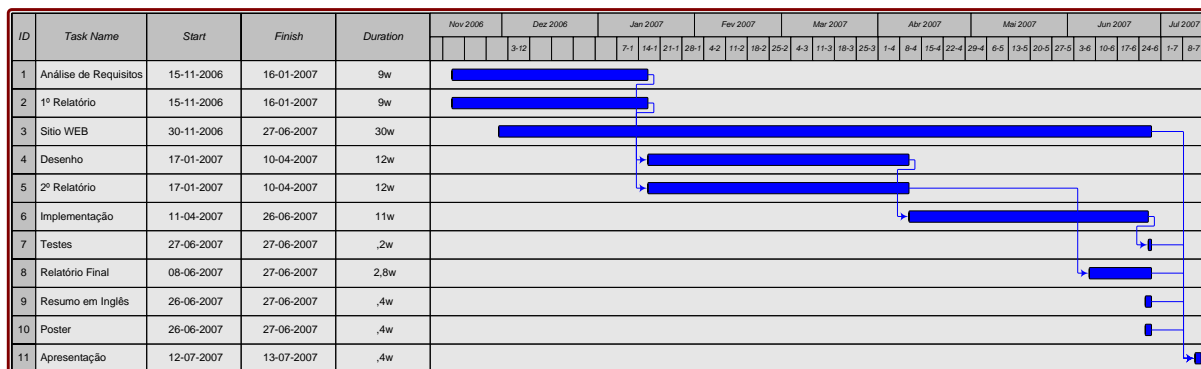 ID Task Name Start Finish Duration Nov 2006 Dez 2006 Jan 2007 Fev 2007 Mar 2007 Abr 2007 Mai 2007 Jun 2007 Jul 2007
3-12 7-1 14-1 21-1 28-1 4-2 11-2 18-2 25-2 4-3 11-3 18-3 25-3 1-4 8-4 15-4 22-4 29-4 6-5 13-5 20-5 27-5 3-6 10-6 17-6 24-6 1-7 8-7
1 Análise de Requisitos 15-11-2006 16-01-2007 9w
2 1º Relatório 15-11-2006 16-01-2007 9w
3 Sitio WEB 30-11-2006 27-06-2007 30w
4 Desenho 17-01-2007 10-04-2007 12w
5 2º Relatório 17-01-2007 10-04-2007 12w
6 Implementação 11-04-2007 26-06-2007 11w
7 Testes 27-06-2007 27-06-2007 ,2w
8 Relatório Final 08-06-2007 27-06-2007 2,8w
9 Resumo em Inglês 26-06-2007 27-06-2007 ,4w
10 Poster 26-06-2007 27-06-2007 ,4w
11 Apresentação 12-07-2007 13-07-2007 ,4w